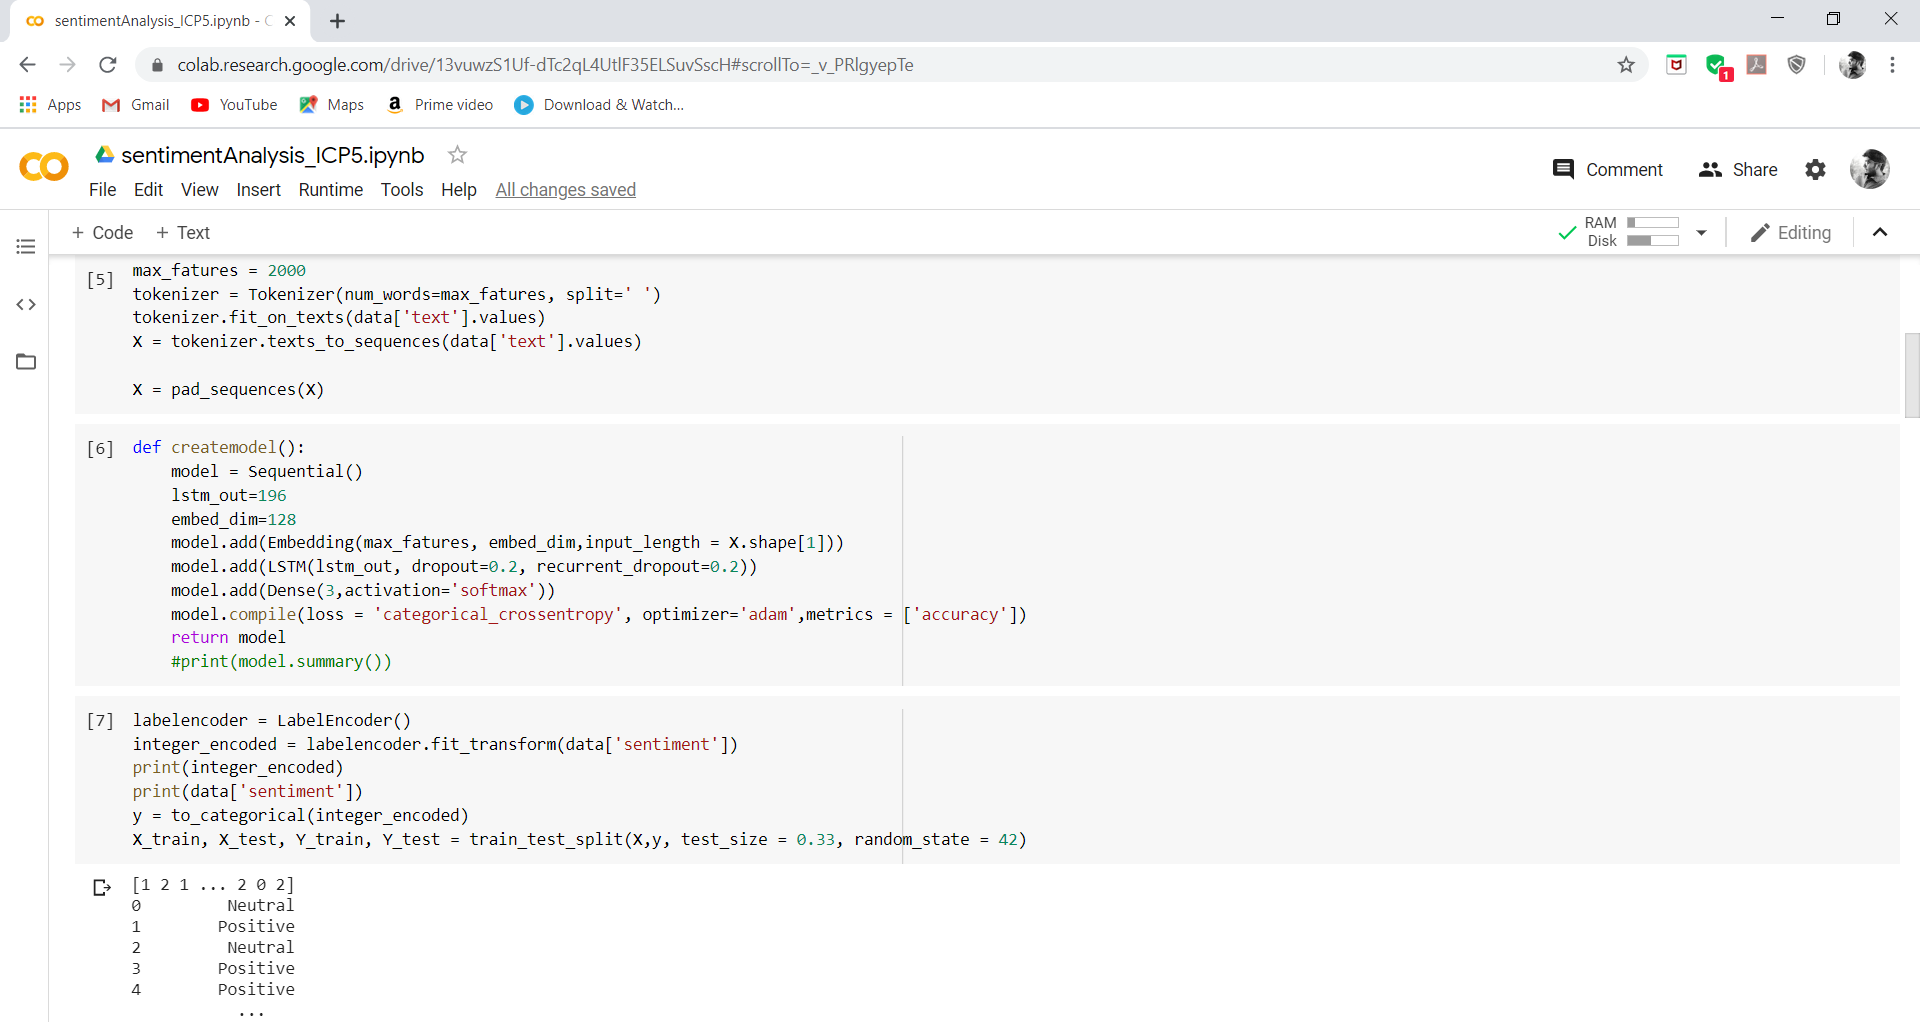 sentimentAnalysis_ICP5.ipynb - C
colab.research.google.com/drive/13vuwzS1Uf-dTc2qL4UtlF35ELSuvSscH#scrollTo=_v_PRlgyepTe
1
Apps Gmail YouTube Maps Prime video Download & Watch...
sentimentAnalysis_ICP5.ipynb
Comment Share
File Edit View Insert Runtime Tools Help All changes saved
+ Code + Text
RAM
Disk
Editing
[5] max_fatures = 2000
tokenizer = Tokenizer(num_words=max_fatures, split=' ')
tokenizer.fit_on_texts(data['text'].values)
X = tokenizer.texts_to_sequences(data['text'].values)
X = pad_sequences(X)
[6] def createmodel():
model = Sequential()
lstm_out=196
embed_dim=128
model.add(Embedding(max_fatures, embed_dim,input_length = X.shape[1]))
model.add(LSTM(lstm_out, dropout=0.2, recurrent_dropout=0.2))
model.add(Dense(3,activation='softmax'))
model.compile(loss = 'categorical_crossentropy', optimizer='adam',metrics = ['accuracy'])
return model
#print(model.summary())
[7] labelencoder = LabelEncoder()
integer_encoded = labelencoder.fit_transform(data['sentiment'])
print(integer_encoded)
print(data['sentiment'])
y = to_categorical(integer_encoded)
X_train, X_test, Y_train, Y_test = train_test_split(X,y, test_size = 0.33, random_state = 42)
[1 2 1 ... 2 0 2]
0 Neutral
1 Positive
2 Neutral
3 Positive
4 Positive
...